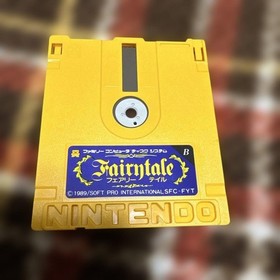 ファミリー コンピュータ ディスク システム
B
Fairytale
フェアリー テイル
©1989/SOFT PRO INTERNATIONAL SFC-FYT
NINTENDO